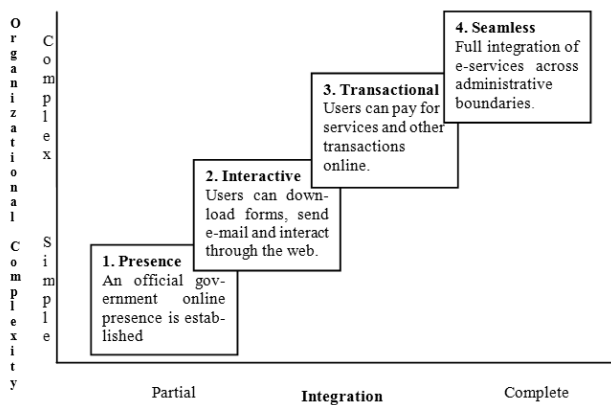 Organizational Complexity
Complex
Simple
4. Seamless
Full integration of
e-services across
administrative
boundaries.
3. Transactional
Users can pay for
services and other
transactions
online.
2. Interactive
Users can down-
load forms, send
e-mail and interact
through the web.
1. Presence
An official gov-
ernment online
presence is estab-
lished
Partial Integration Complete